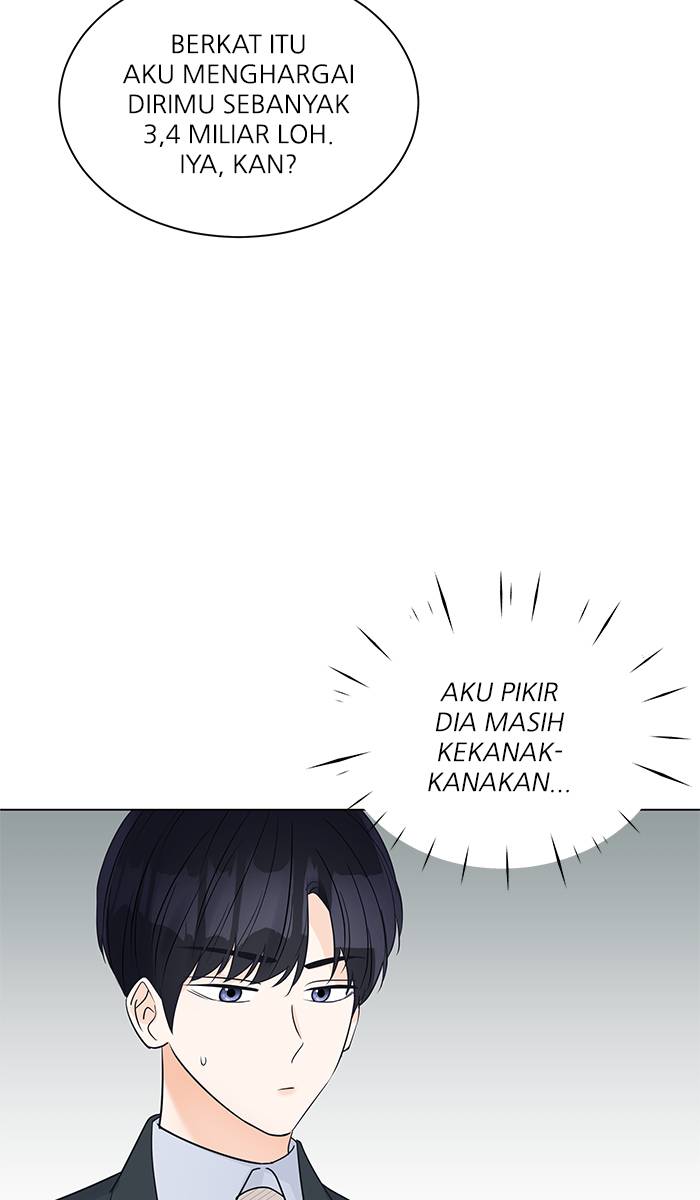 BERKAT ITU
AKU MENGHARGAI
DIRIMU SEBANYAK
3,4 MILIAR LOH.
IYA, KAN?
AKU PIKIR
DIA MASIH
KEKANAK-
KANAKAN...